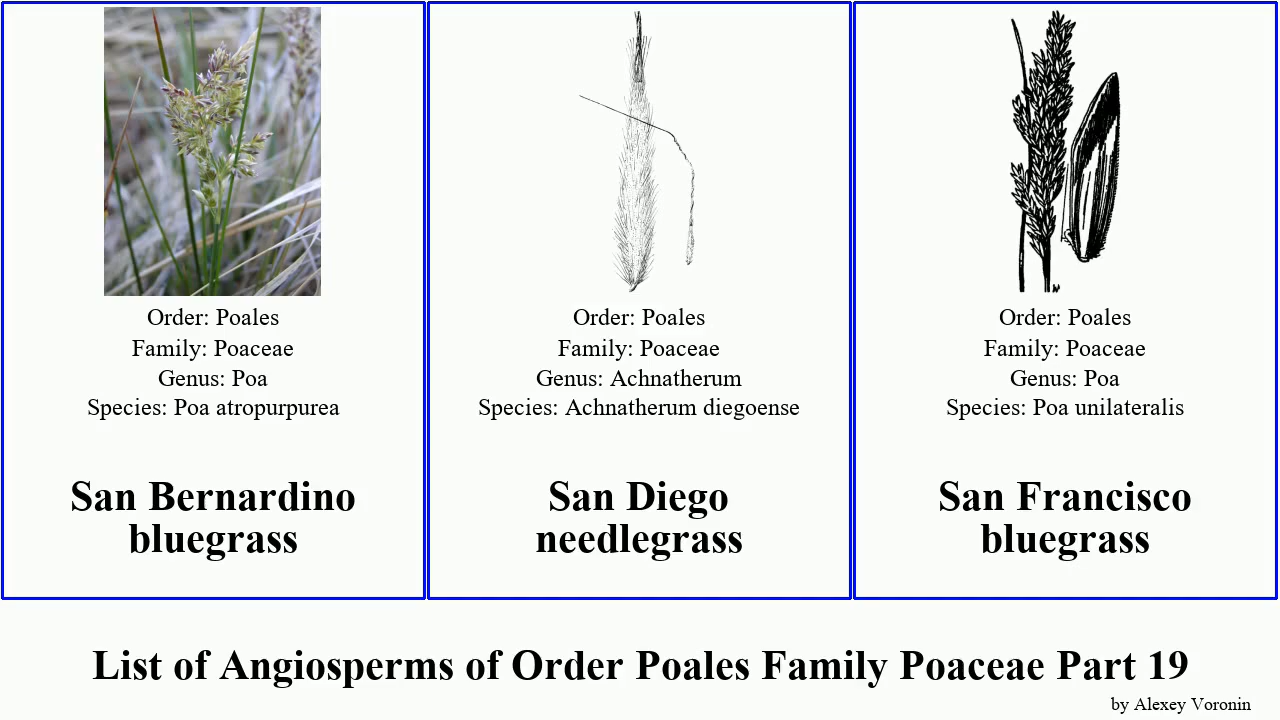 Order: Poales
Family: Poaceae
Genus: Poa
Species: Poa atropurpurea
San Bernardino
bluegrass
Order: Poales
Family: Poaceae
Genus: Achnatherum
Species: Achnatherum diegoense
San Diego
needlegrass
Order: Poales
Family: Poaceae
Genus: Poa
Species: Poa unilateralis
San Francisco
bluegrass
List of Angiosperms of Order Poales Family Poaceae Part 19
by Alexey Voronin